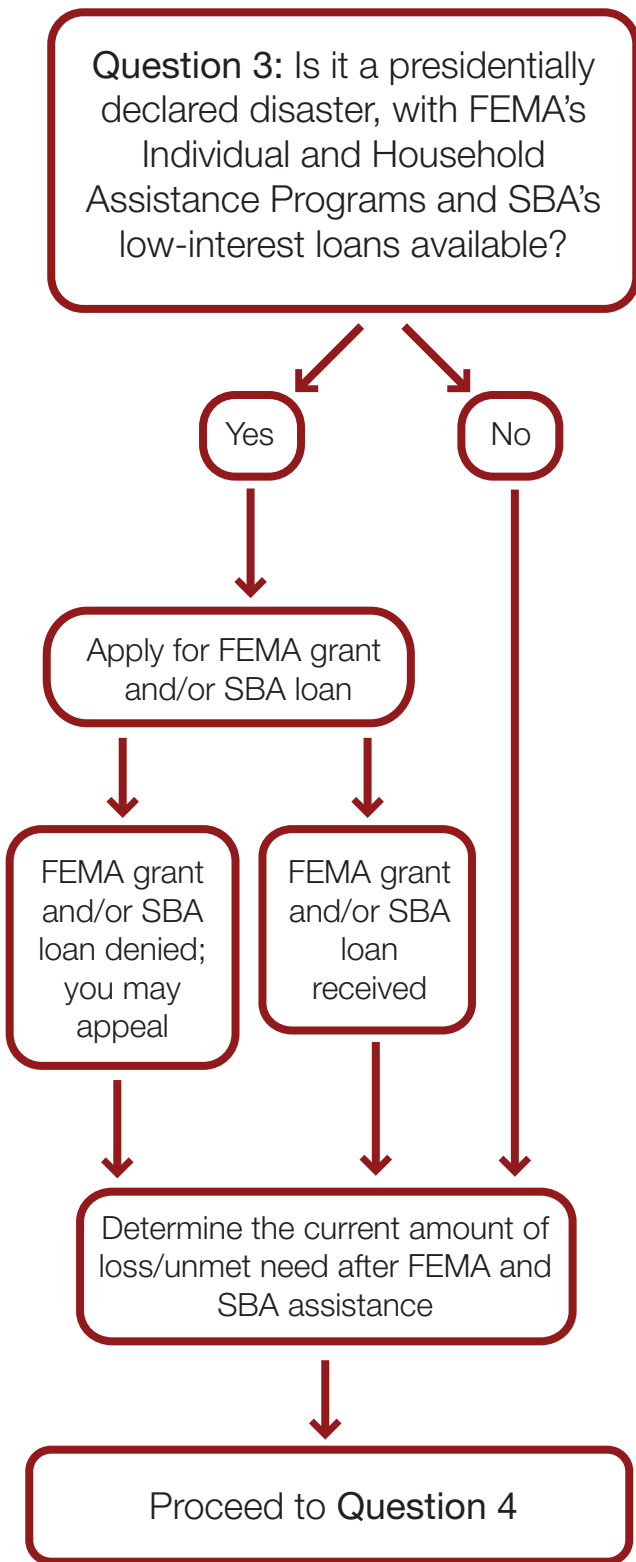 Question 3: Is it a presidentially
declared disaster, with FEMA’s
Individual and Household
Assistance Programs and SBA’s
low-interest loans available?
Yes
No
Apply for FEMA grant
and/or SBA loan
FEMA grant
and/or SBA
loan denied;
you may
appeal
FEMA grant
and/or SBA
loan
received
Determine the current amount of
loss/unmet need after FEMA and
SBA assistance
Proceed to Question 4